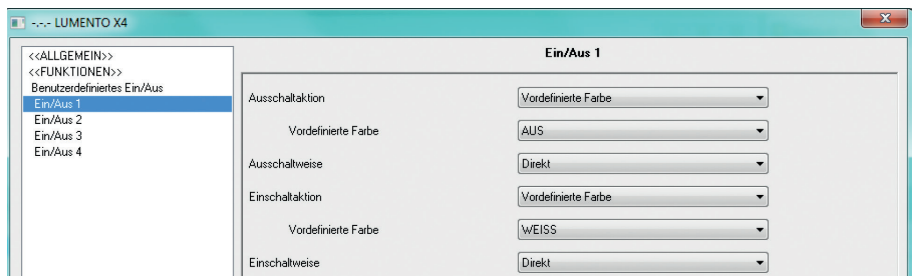 -.-.- LUMENTO X4
<<ALLGEMEIN>>
<<FUNKTIONEN>>
Benutzerdefiniertes Ein/Aus
Ein/Aus 1
Ein/Aus 2
Ein/Aus 3
Ein/Aus 4
Ein/Aus 1
Ausschaltaktion Vordefinierte Farbe
Vordefinierte Farbe AUS
Ausschaltweise Direkt
Einschaltaktion Vordefinierte Farbe
Vordefinierte Farbe WEISS
Einschaltweise Direkt